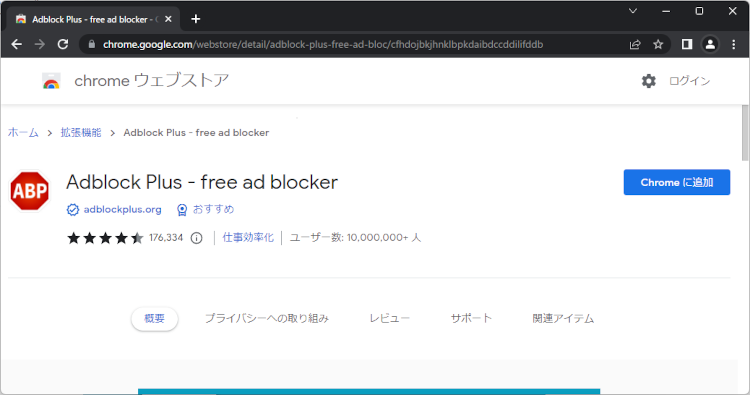 Adblock Plus - free ad blocker -
chrome.google.com/webstore/detail/adblock-plus-free-ad-bloc/cfhdojbkjhnklbpkdaibdccddilifddb
chrome ウェブストア
ログイン
ホーム > 拡張機能 > Adblock Plus - free ad blocker
ABP
Adblock Plus - free ad blocker
Chrome に追加
adblockplus.org おすすめ
176,334 仕事効率化 ユーザー数: 10,000,000+ 人
概要 プライバシーへの取り組み レビュー サポート 関連アイテム